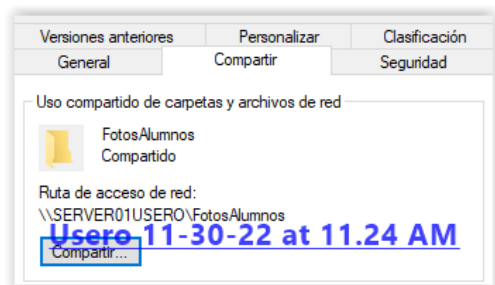 Versiones anteriores Personalizar Clasificación
General Compartir Seguridad
Uso compartido de carpetas y archivos de red
FotosAlumnos
Compartido
Ruta de acceso de red:
\\SERVER01USERO\FotosAlumnos
Usero 11-30-22 at 11.24 AM
Compartir...